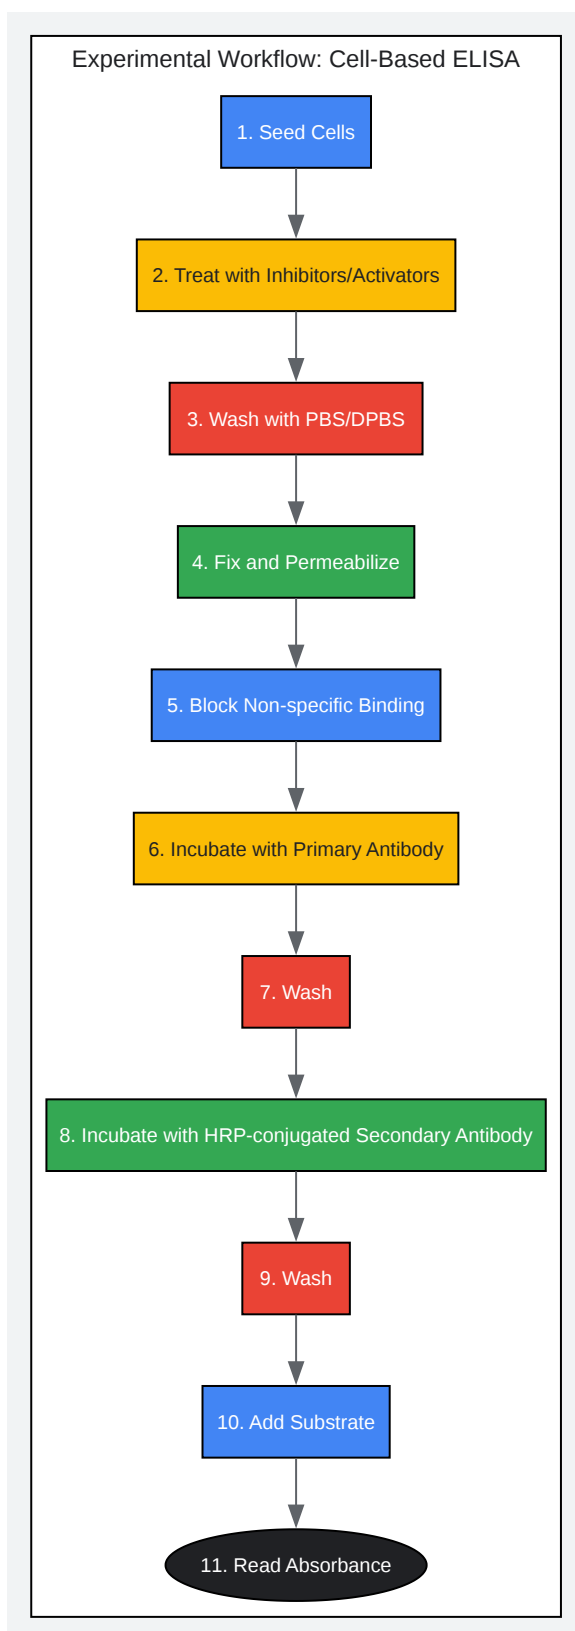 Experimental Workflow: Cell-Based ELISA
1. Seed Cells
2. Treat with Inhibitors/Activators
3. Wash with PBS/DPBS
4. Fix and Permeabilize
5. Block Non-specific Binding
6. Incubate with Primary Antibody
7. Wash
8. Incubate with HRP-conjugated Secondary Antibody
9. Wash
10. Add Substrate
11. Read Absorbance